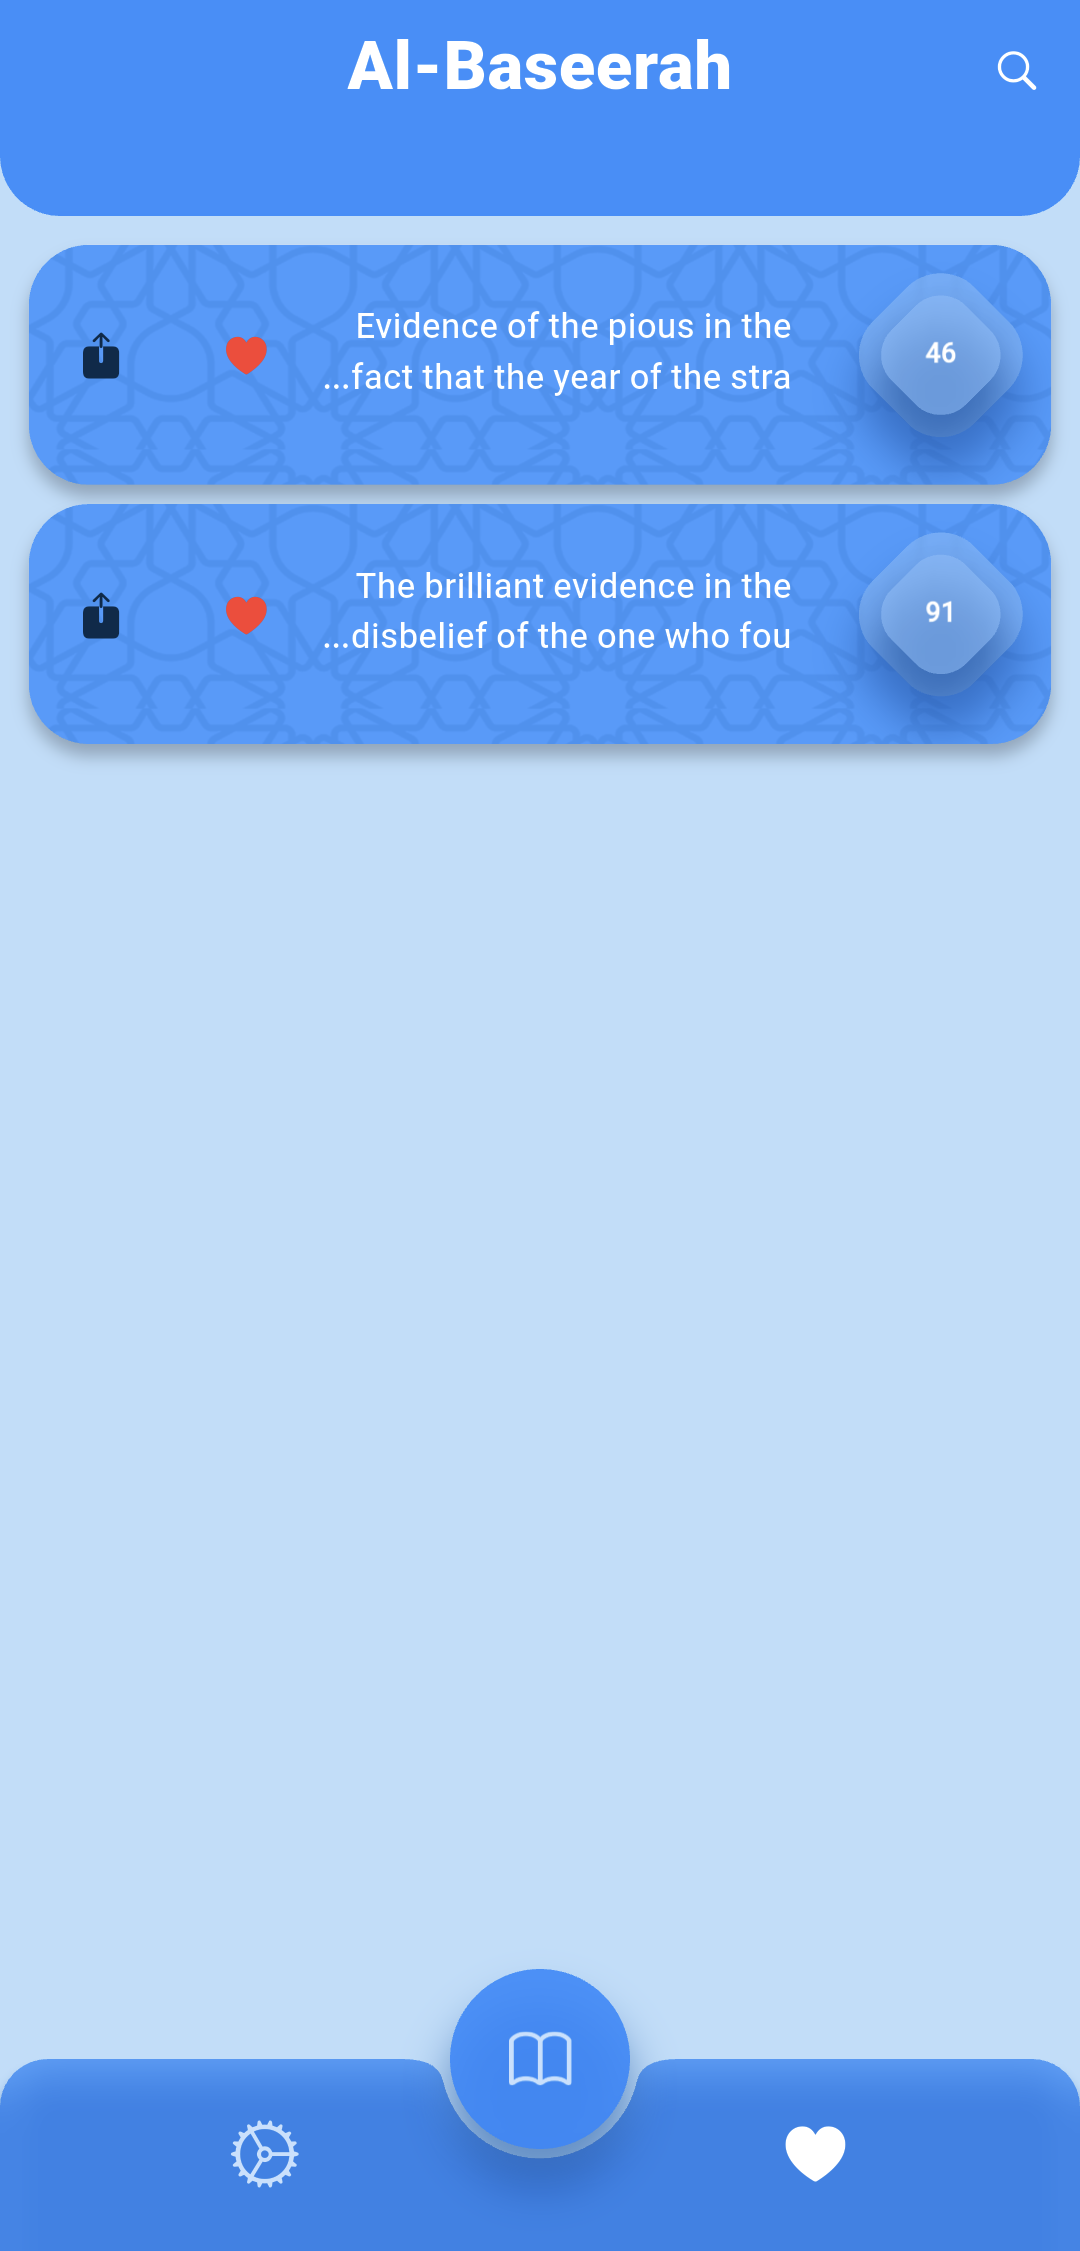 Al-Baseerah
Evidence of the pious in the
...fact that the year of the stra
46
The brilliant evidence in the
...disbelief of the one who fou
91